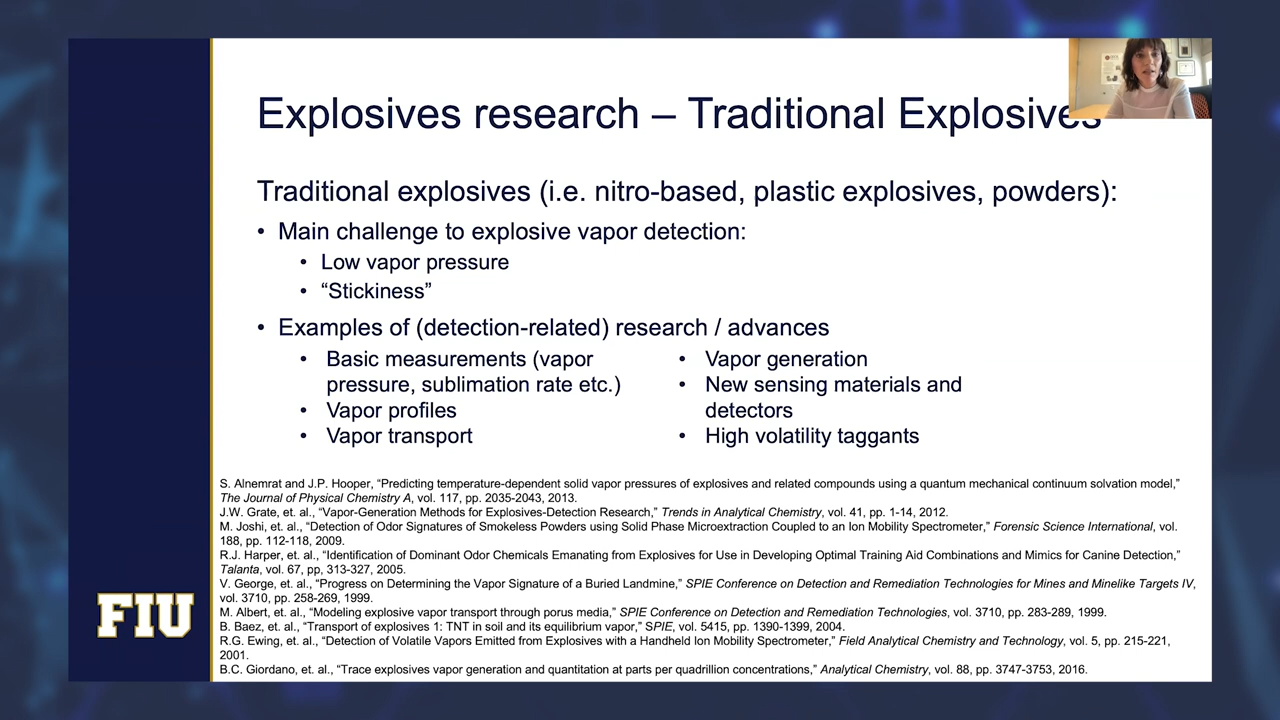 Explosives research – Traditional Explosives
Traditional explosives (i.e. nitro-based, plastic explosives, powders):
• Main challenge to explosive vapor detection:
• Low vapor pressure
• “Stickiness”
• Examples of (detection-related) research / advances
• Basic measurements (vapor
pressure, sublimation rate etc.)
• Vapor profiles
• Vapor transport
• Vapor generation
• New sensing materials and
detectors
• High volatility taggants
S. Alnemrat and J.P. Hooper, “Predicting temperature-dependent solid vapor pressures of explosives and related compounds using a quantum mechanical continuum solvation model,”
The Journal of Physical Chemistry A, vol. 117, pp. 2035-2043, 2013.
J.W. Grate, et. al., “Vapor-Generation Methods for Explosives-Detection Research,” Trends in Analytical Chemistry, vol. 41, pp. 1-14, 2012.
M. Joshi, et. al., “Detection of Odor Signatures of Smokeless Powders using Solid Phase Microextraction Coupled to an Ion Mobility Spectrometer,” Forensic Science International, vol.
188, pp. 112-118, 2009.
R.J. Harper, et. al., “Identification of Dominant Odor Chemicals Emanating from Explosives for Use in Developing Optimal Training Aid Combinations and Mimics for Canine Detection,”
Talanta, vol. 67, pp, 313-327, 2005.
V. George, et. al., “Progress on Determining the Vapor Signature of a Buried Landmine,” SPIE Conference on Detection and Remediation Technologies for Mines and Minelike Targets IV,
vol. 3710, pp. 258-269, 1999.
M. Albert, et. al., “Modeling explosive vapor transport through porus media,” SPIE Conference on Detection and Remediation Technologies, vol. 3710, pp. 283-289, 1999.
B. Baez, et. al., “Transport of explosives 1: TNT in soil and its equilibrium vapor,” SPIE, vol. 5415, pp. 1390-1399, 2004.
R.G. Ewing, et. al., “Detection of Volatile Vapors Emitted from Explosives with a Handheld Ion Mobility Spectrometer,” Field Analytical Chemistry and Technology, vol. 5, pp. 215-221,
2001.
B.C. Giordano, et. al., “Trace explosives vapor generation and quantitation at parts per quadrillion concentrations,” Analytical Chemistry, vol. 88, pp. 3747-3753, 2016.
FIU